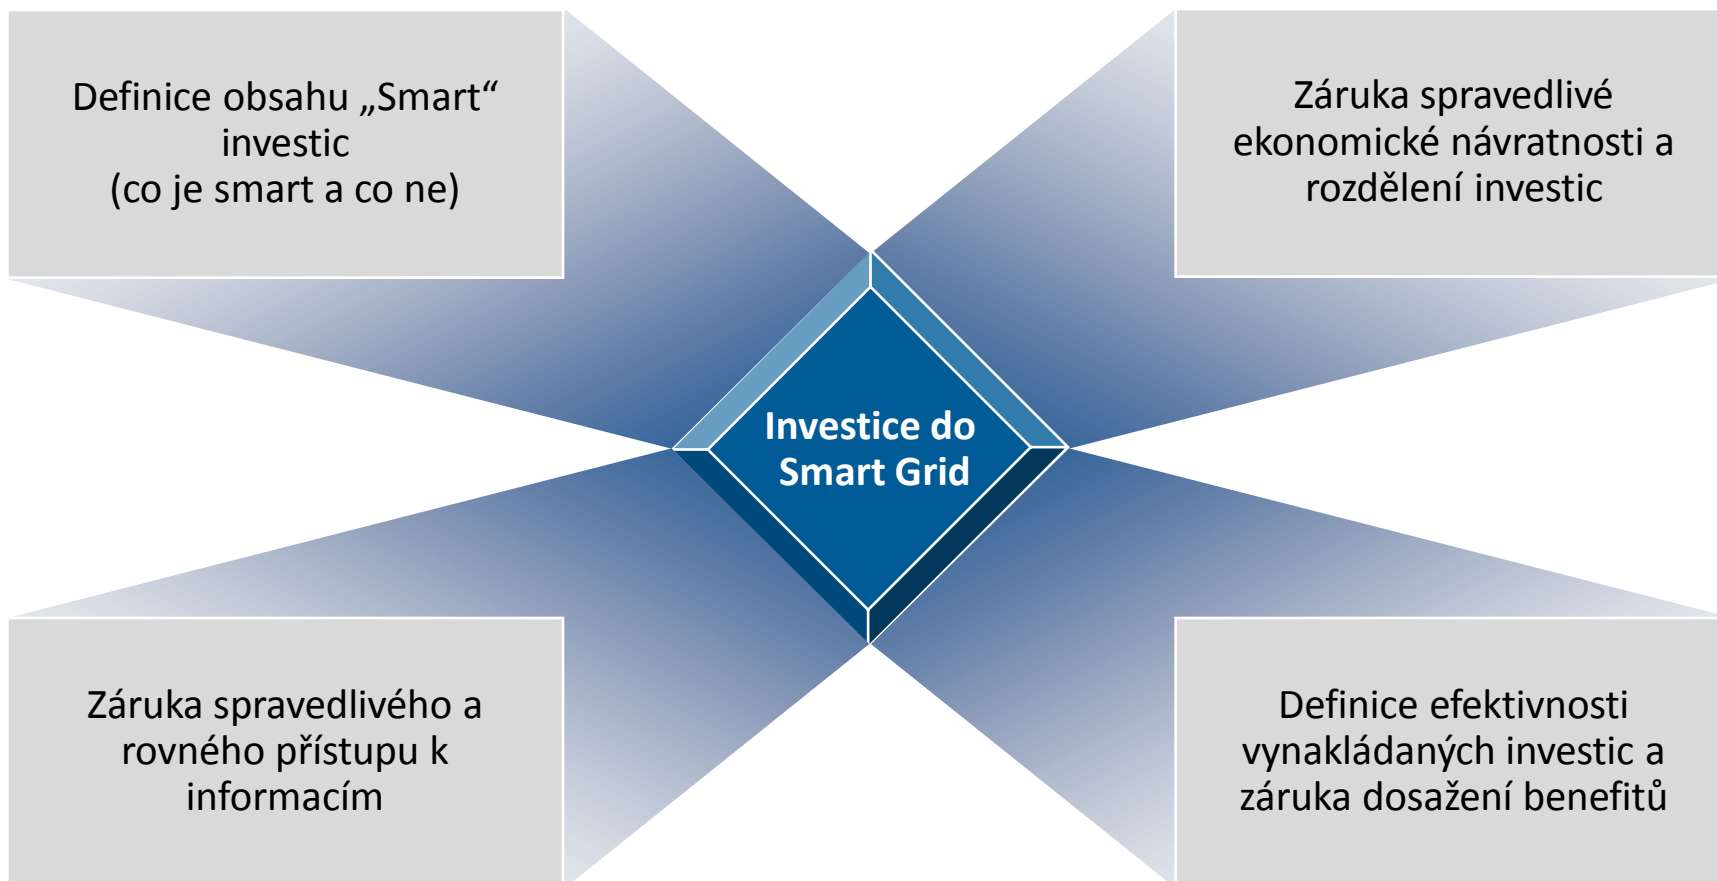 Definice obsahu „Smart“
investic
(co je smart a co ne)
Záruka spravedlivé
ekonomické návratnosti a
rozdělení investic
Investice do
Smart Grid
Záruka spravedlivého a
rovného přístupu k
informacím
Definice efektivnosti
vynakládaných investic a
záruka dosažení benefitů